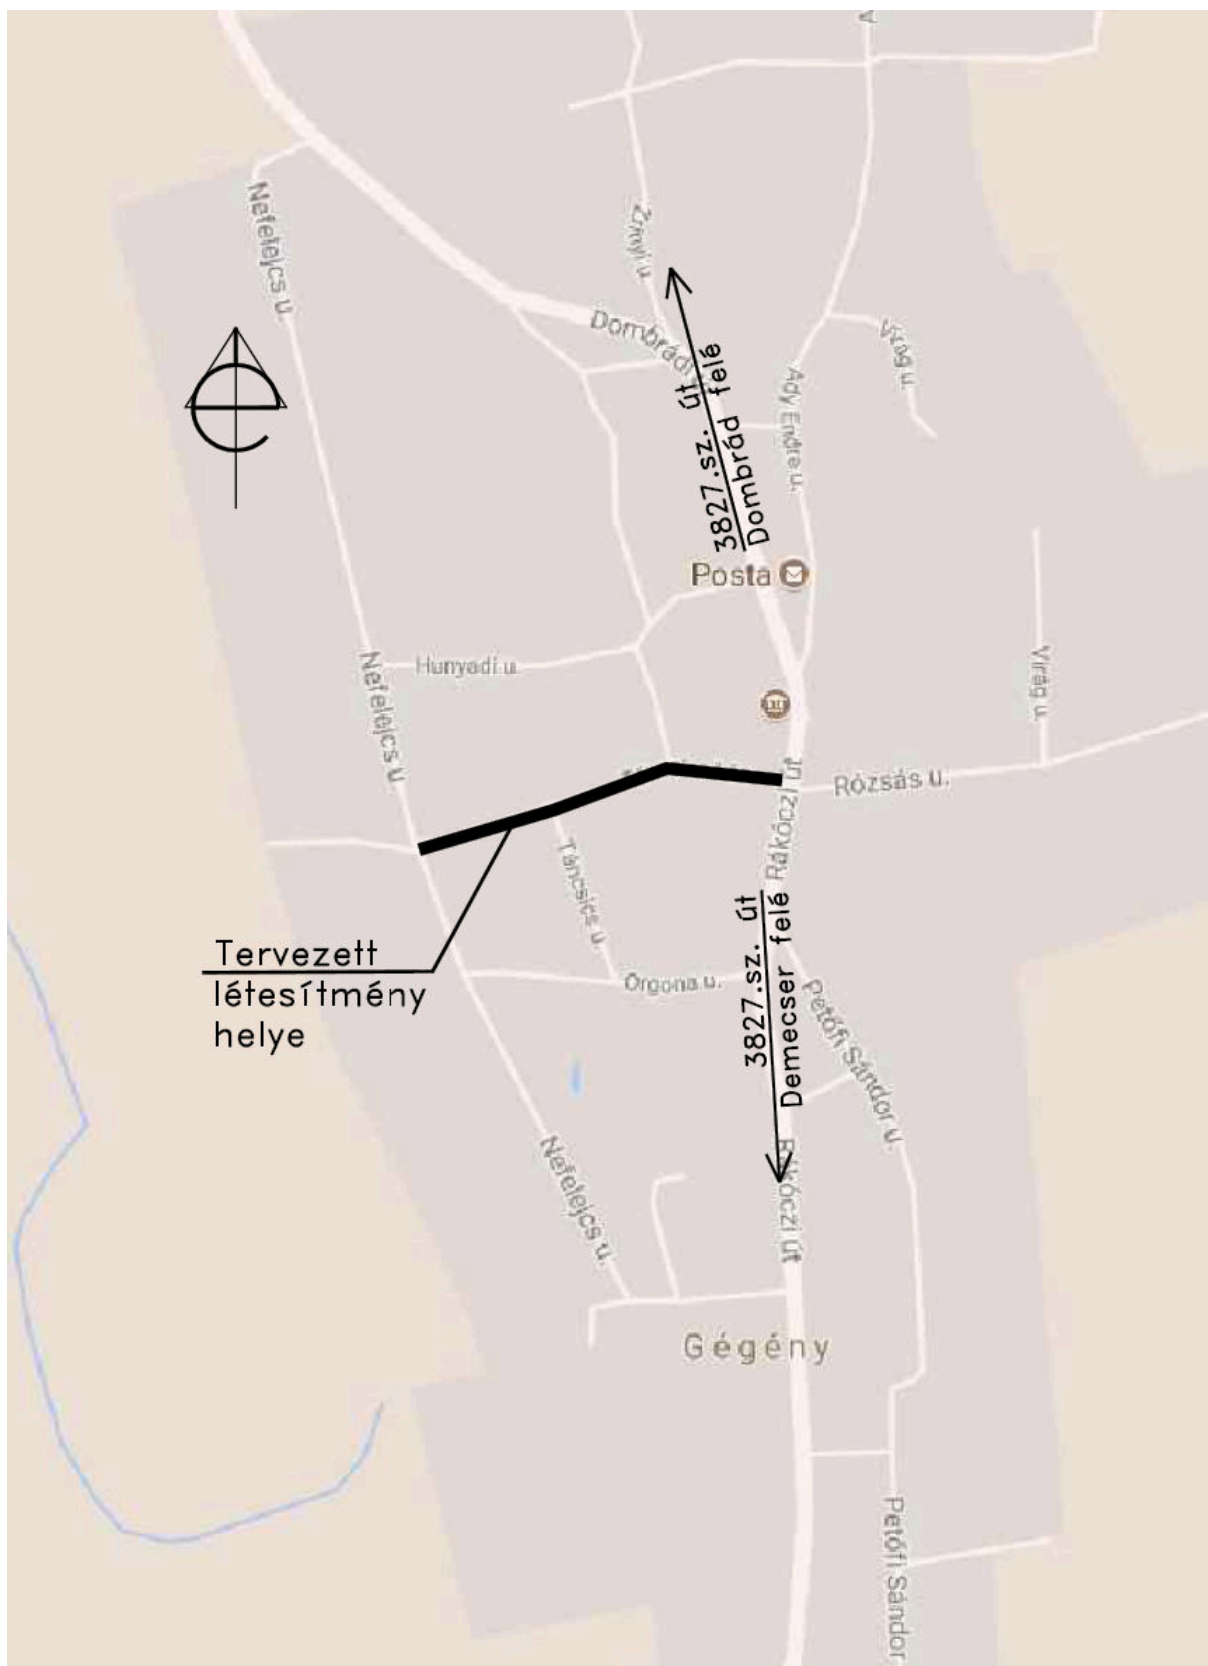 A
Nefelejcs u.
Zrínyi u.
Dombrádi
Virág u.
Ady Endre u.
3827.sz. út
Dombrád felé
Posta
Hunyadi u.
Nefelejcs u.
Virág u.
Rózsás u.
Rákóczi út
Táncsics u.
Tervezett
létesítmény
helye
Orgona u.
3827.sz. út
Demecser felé
Petőfi Sándor u.
Nefelejcs u.
Rákóczi út
Gégény
Petőfi Sándor